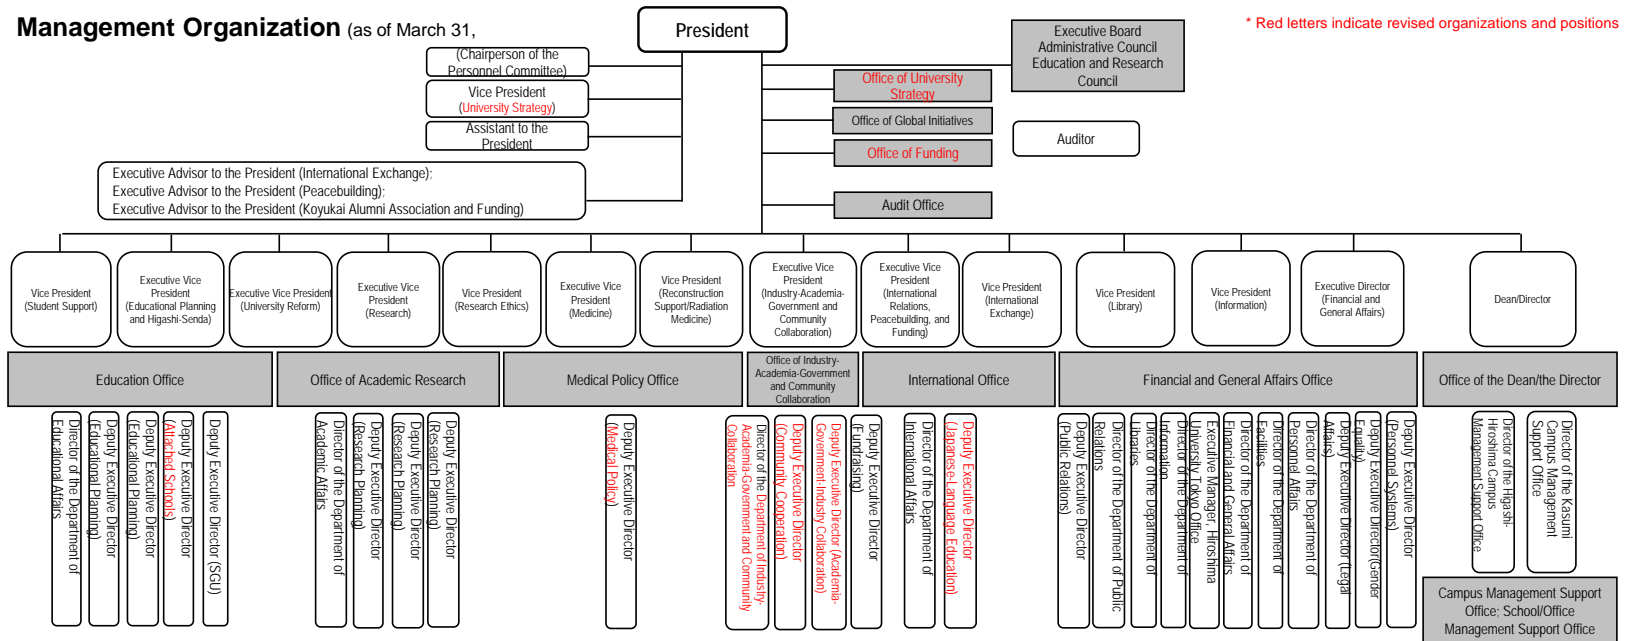 Management Organization (as of March 31,
President
* Red letters indicate revised organizations and positions
(Chairperson of the
Personnel Committee)
Vice President
(University Strategy)
Assistant to the
President
Executive Advisor to the President (International Exchange);
Executive Advisor to the President (Peacebuilding);
Executive Advisor to the President (Koyukai Alumni Association and Funding)
Executive Board
Administrative Council
Education and Research
Council
Office of University
Strategy
Office of Global Initiatives
Office of Funding
Audit Office
Auditor
Vice President
(Student Support)
Executive Vice
President
(Educational Planning
and Higashi-Senda)
Executive Vice President
(University Reform)
Executive Vice
President
(Research)
Vice President
(Research Ethics)
Executive Vice
President
(Medicine)
Vice President
(Reconstruction
Support/Radiation
Medicine)
Executive Vice
President
(Industry-Academia-
Government and
Community
Collaboration)
Executive Vice
President
(International
Relations,
Peacebuilding, and
Funding)
Vice President
(International
Exchange)
Vice President
(Library)
Vice President
(Information)
Executive Director
(Financial and
General Affairs)
Dean/Director
Education Office
Office of Academic Research
Medical Policy Office
Office of Industry-
Academia-Government
and Community
Collaboration
International Office
Financial and General Affairs Office
Office of the Dean/the Director
Director of the Department of
Educational Affairs
Deputy Executive Director
(Educational Planning)
Deputy Executive Director
(Educational Planning)
Deputy Executive Director
(Attached Schools)
Deputy Executive Director (SGU)
Director of the Department of
Academic Affairs
Deputy Executive Director
(Research Planning)
Deputy Executive Director
(Research Planning)
Deputy Executive Director
(Research Planning)
Deputy Executive Director
(Medical Policy)
Director of the Department of Industry-
Academia-Government and Community
Collaboration
Deputy Executive Director
(Community Cooperation)
Deputy Executive Director (Academia-
Government-Industry Collaboration)
Deputy Executive Director
(Fundraising)
Director of the Department of
International Affairs
Deputy Executive Director
(Japanese-Language Education)
Deputy Executive Director
(Public Relations)
Director of the Department of Public
Relations
Director of the Department of
Libraries
Director of the Department of
Information
Executive Manager, Hiroshima
University Tokyo Office
Director of the Department of
Financial and General Affairs
Director of the Department of
Facilities
Director of the Department of
Personnel Affairs
Deputy Executive Director (Legal
Affairs)
Deputy Executive Director(Gender
Equality)
Deputy Executive Director
(Personnel Systems)
Director of the Higashi-
Hiroshima Campus
Management Support Office
Director of the Kasumi
Campus Management
Support Office
Campus Management Support
Office; School/Office
Management Support Office